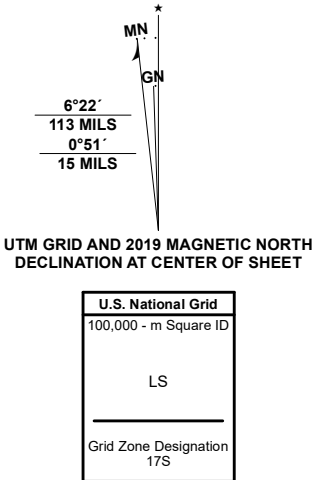 ★
MN
GN
6°22´
113 MILS
0°51´
15 MILS
UTM GRID AND 2019 MAGNETIC NORTH
DECLINATION AT CENTER OF SHEET
U.S. National Grid
100,000 - m Square ID
LS
Grid Zone Designation
17S